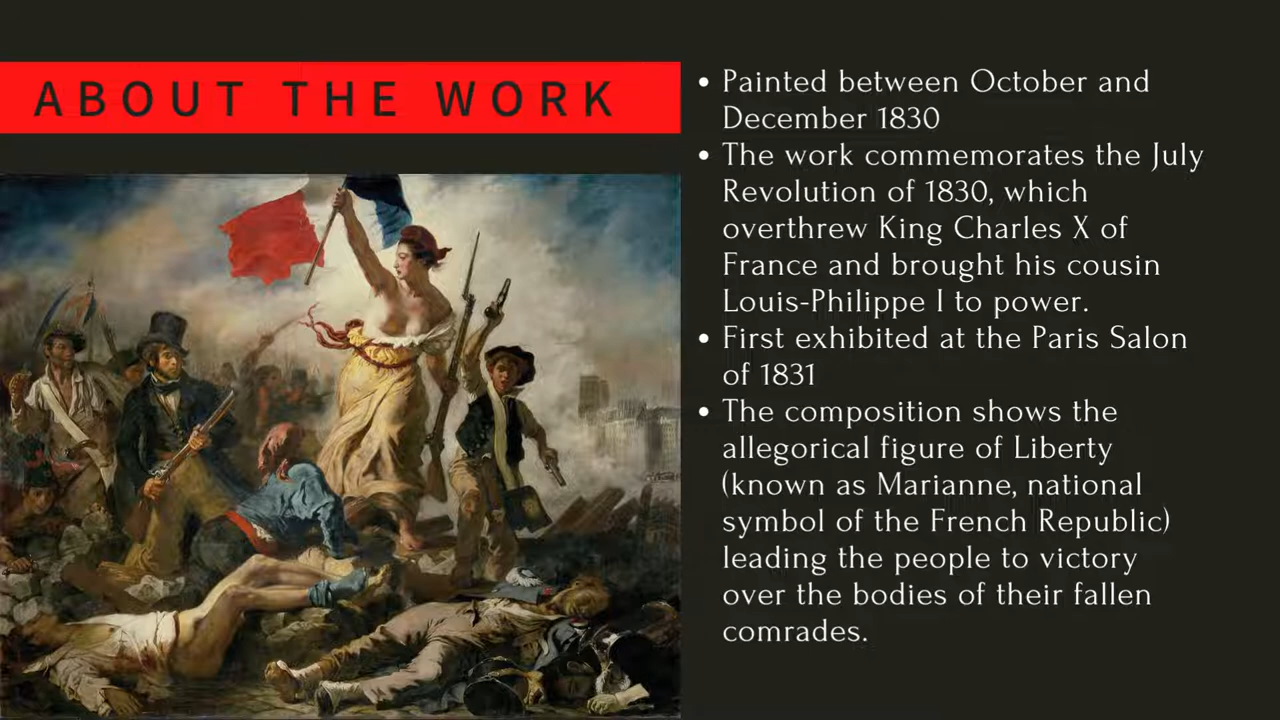 ABOUT THE WORK
• Painted between October and
December 1830
• The work commemorates the July
Revolution of 1830, which
overthrew King Charles X of
France and brought his cousin
Louis-Philippe I to power.
• First exhibited at the Paris Salon
of 1831
• The composition shows the
allegorical figure of Liberty
(known as Marianne, national
symbol of the French Republic)
leading the people to victory
over the bodies of their fallen
comrades.